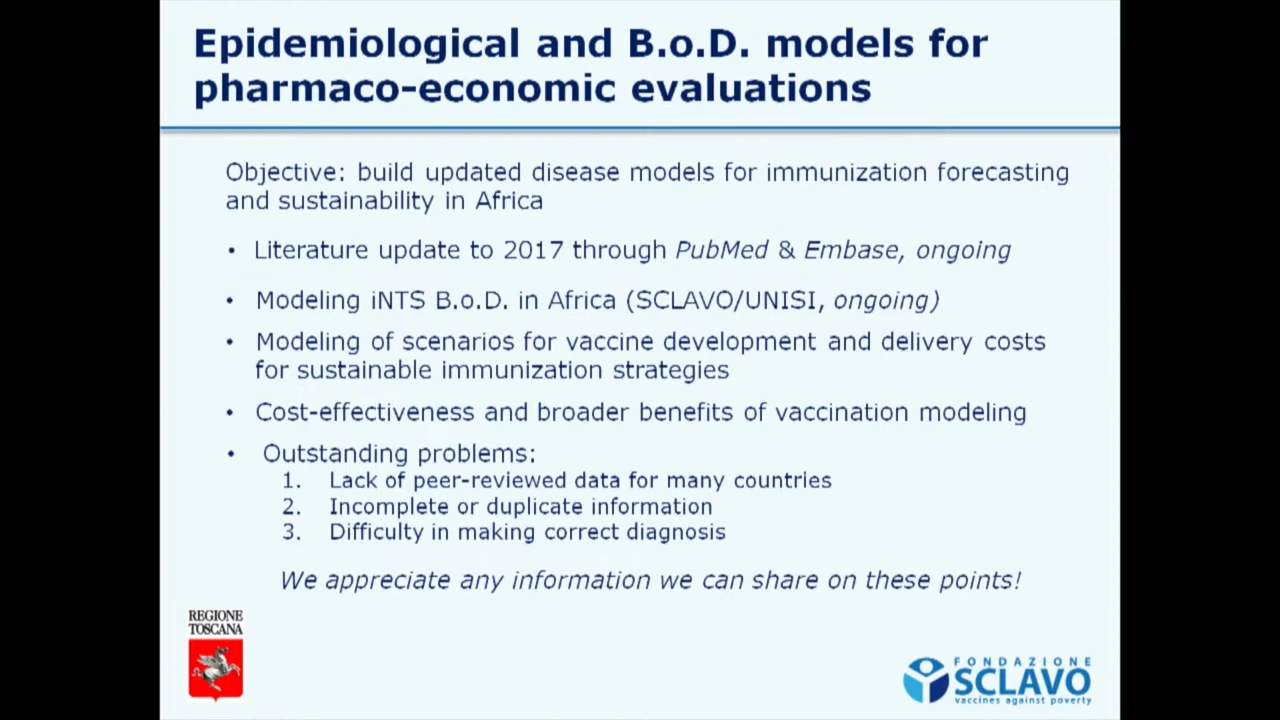 Epidemiological and B.o.D. models for
pharmaco-economic evaluations
Objective: build updated disease models for immunization forecasting
and sustainability in Africa
• Literature update to 2017 through PubMed & Embase, ongoing
• Modeling iNTS B.o.D. in Africa (SCLAVO/UNISI, ongoing)
• Modeling of scenarios for vaccine development and delivery costs
for sustainable immunization strategies
• Cost-effectiveness and broader benefits of vaccination modeling
• Outstanding problems:
1. Lack of peer-reviewed data for many countries
2. Incomplete or duplicate information
3. Difficulty in making correct diagnosis
We appreciate any information we can share on these points!
REGIONE
TOSCANA
FONDAZIONE
SCLAVO
vaccines against poverty